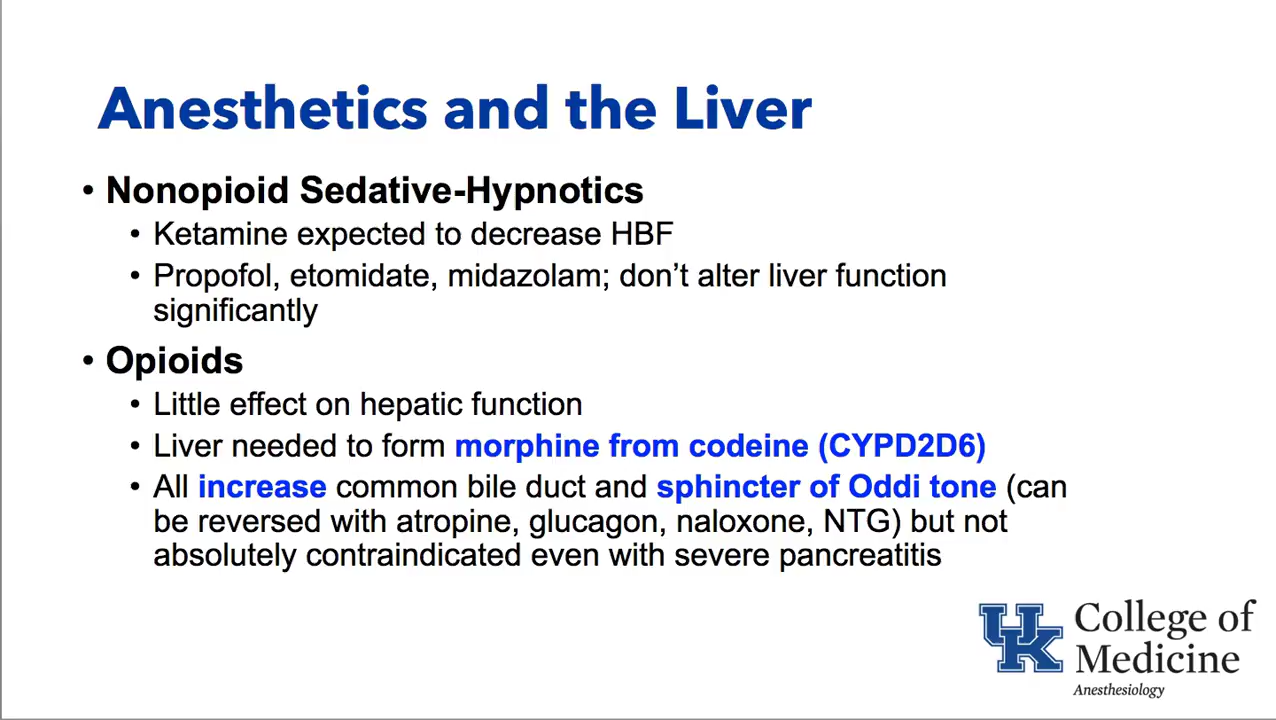 Anesthetics and the Liver
• Nonopioid Sedative-Hypnotics
• Ketamine expected to decrease HBF
• Propofol, etomidate, midazolam; don’t alter liver function
significantly
• Opioids
• Little effect on hepatic function
• Liver needed to form morphine from codeine (CYPD2D6)
• All increase common bile duct and sphincter of Oddi tone (can
be reversed with atropine, glucagon, naloxone, NTG) but not
absolutely contraindicated even with severe pancreatitis
UK College of
Medicine
Anesthesiology